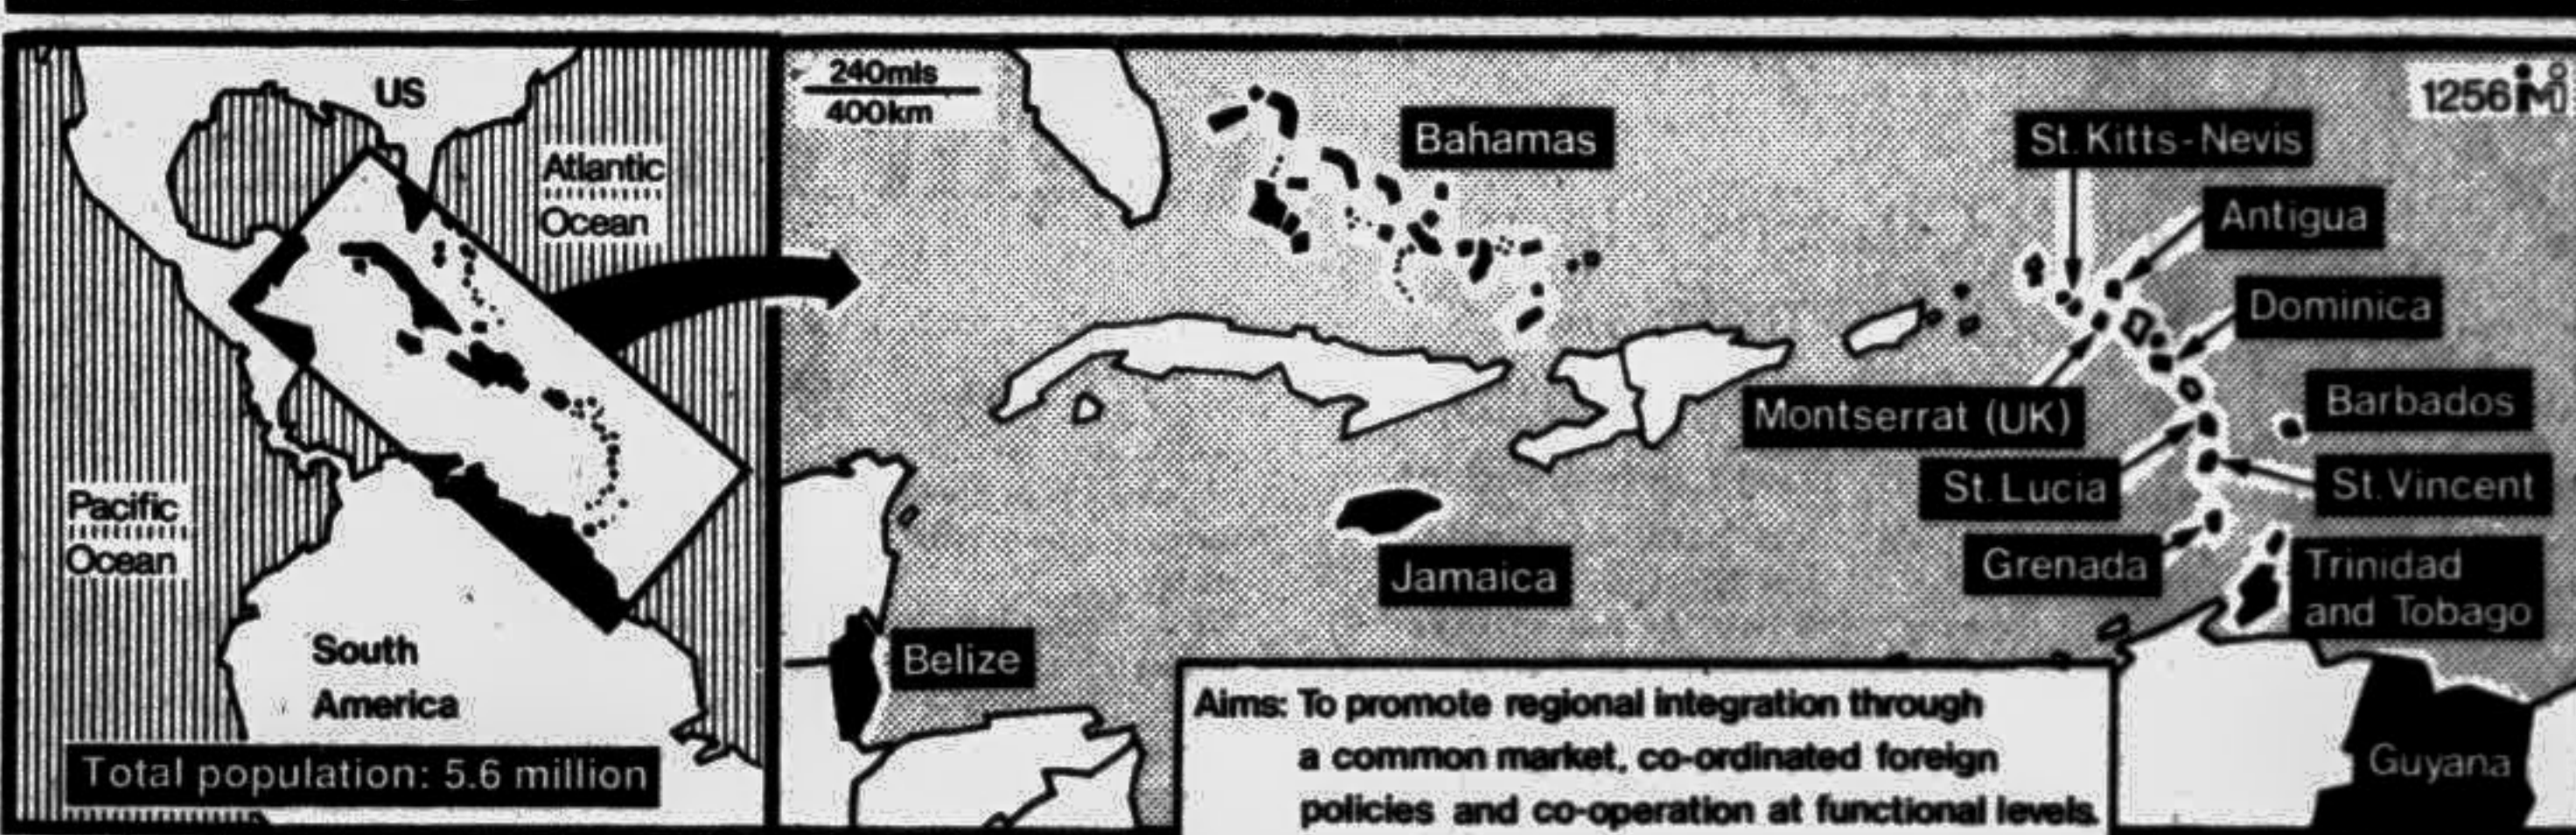 US
Atlantic
Ocean
Pacific
Ocean
South
America
Total population: 5.6 million
240mls
400km
1256
Bahamas
St. Kitts-Nevis
Antigua
Dominica
Montserrat (UK)
Barbados
St. Lucia
St. Vincent
Grenada
Jamaica
Trinidad
and Tobago
Belize
Guyana
Aims: To promote regional integration through
a common market, co-ordinated foreign
policies and co-operation at functional levels.